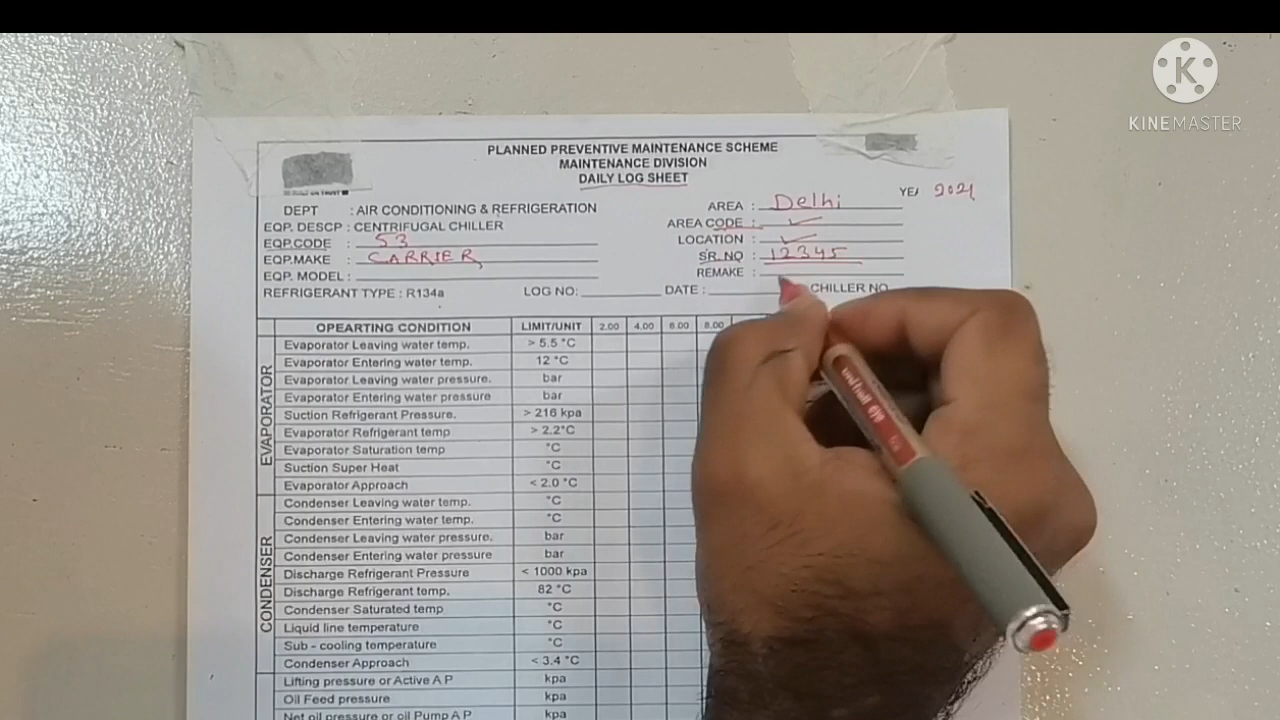 KINEMASTER
PLANNED PREVENTIVE MAINTENANCE SCHEME
MAINTENANCE DIVISION
DAILY LOG SHEET
YEA 2021
DEPT : AIR CONDITIONING & REFRIGERATION
EQP. DESCP : CENTRIFUGAL CHILLER
EQP.CODE : 53
EQP.MAKE : CARRIER
EQP. MODEL :
AREA : Delhi
AREA CODE : ✓
LOCATION : ✓
SR. NO : 12345
REMAKE :
REFRIGERANT TYPE : R134a LOG NO: DATE : CHILLER NO
OPEARTING CONDITION LIMIT/UNIT 2.00 4.00 6.00 8.00
EVAPORATOR
Evaporator Leaving water temp. > 5.5 °C
Evaporator Entering water temp. 12 °C
Evaporator Leaving water pressure. bar
Evaporator Entering water pressure bar
Suction Refrigerant Pressure. > 216 kpa
Evaporator Refrigerant temp > 2.2°C
Evaporator Saturation temp °C
Suction Super Heat °C
Evaporator Approach < 2.0 °C
CONDENSER
Condenser Leaving water temp. °C
Condenser Entering water temp. °C
Condenser Leaving water pressure. bar
Condenser Entering water pressure bar
Discharge Refrigerant Pressure < 1000 kpa
Discharge Refrigerant temp. 82 °C
Condenser Saturated temp °C
Liquid line temperature °C
Sub - cooling temperature °C
Condenser Approach < 3.4 °C
Lifting pressure or Active A P kpa
Oil Feed pressure kpa
Net oil pressure or oil Pump A P kpa
uni-ball eye